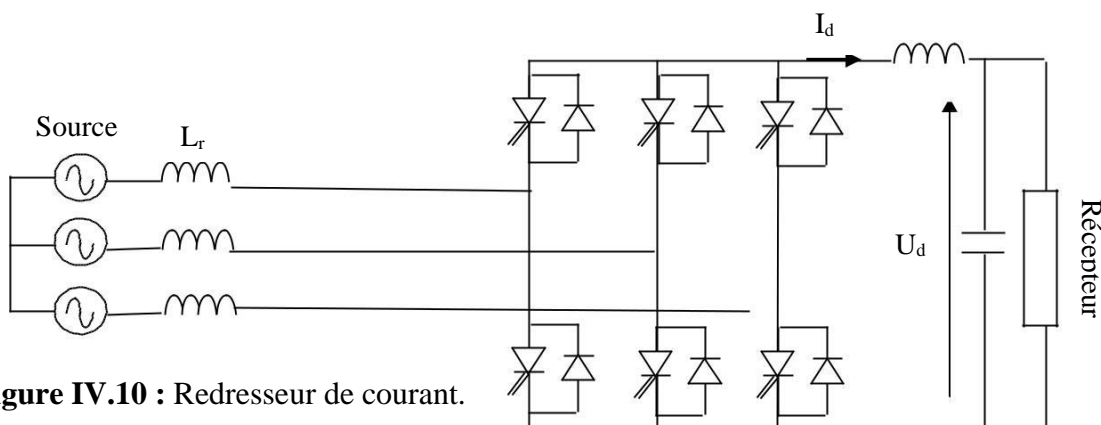 I_d
Source
L_r
U_d
Récepteur
gure IV.10 : Redresseur de courant.